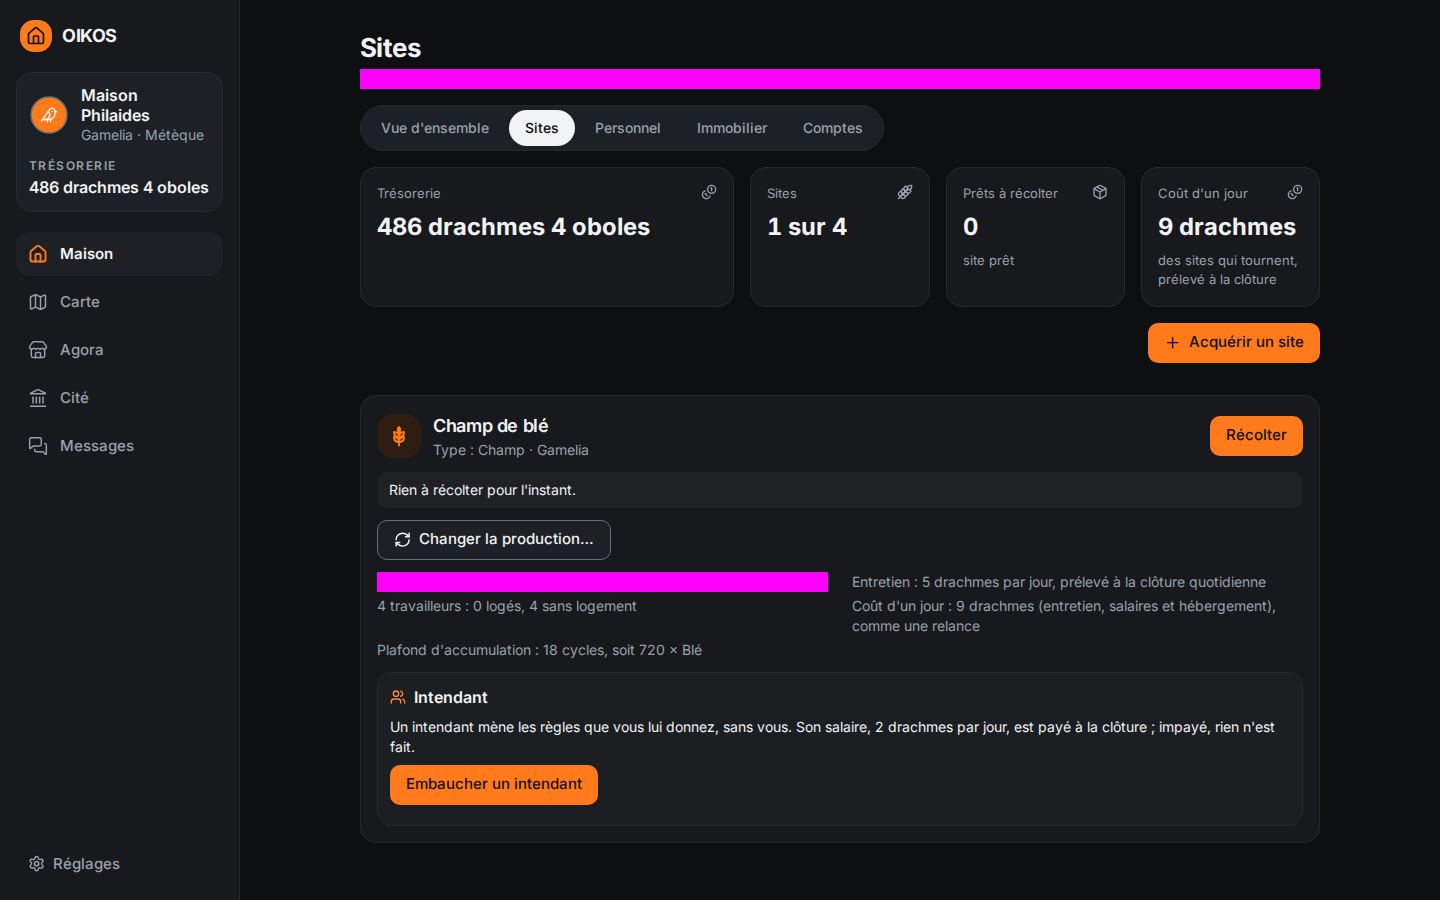 OIKOS
Maison
Philaides
Gamelia · Métèque
TRÉSORERIE
486 drachmes 4 oboles
Maison
Carte
Agora
Cité
Messages
Réglages
Sites
Vue d'ensemble
Sites
Personnel
Immobilier
Comptes
Trésorerie
486 drachmes 4 oboles
Sites
1 sur 4
Prêts à récolter
0
site prêt
Coût d'un jour
9 drachmes
des sites qui tournent,
prélevé à la clôture
Acquérir un site
Champ de blé
Type : Champ · Gamelia
Récolter
Rien à récolter pour l'instant.
Changer la production...
Entretien : 5 drachmes par jour, prélevé à la clôture quotidienne
4 travailleurs : 0 logés, 4 sans logement
Coût d'un jour : 9 drachmes (entretien, salaires et hébergement),
comme une relance
Plafond d'accumulation : 18 cycles, soit 720 × Blé
Intendant
Un intendant mène les règles que vous lui donnez, sans vous. Son salaire, 2 drachmes par jour, est payé à la clôture ; impayé, rien n'est
fait.
Embaucher un intendant